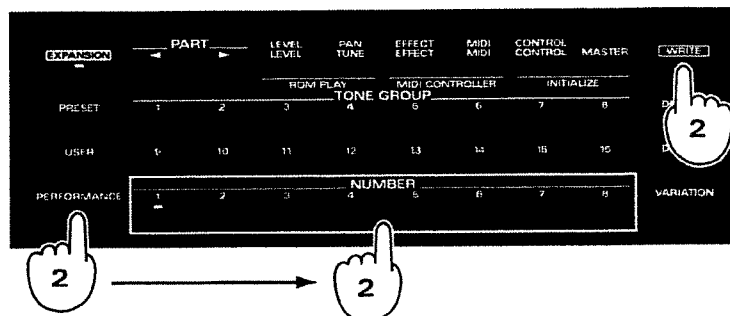 EXPANSION PART LEVEL PAN EFFECT MIDI CONTROL WRITE
◄ ► LEVEL TUNE EFFECT MIDI CONTROL MASTER
ROM PLAY MIDI CONTROLLER INITIALIZE
TONE GROUP
PRESET 1 2 3 4 5 6 7 8
USER 9 10 11 12 13 14 15 16
2
NUMBER
PERFORMANCE 1 2 3 4 5 6 7 8 VARIATION
2 2